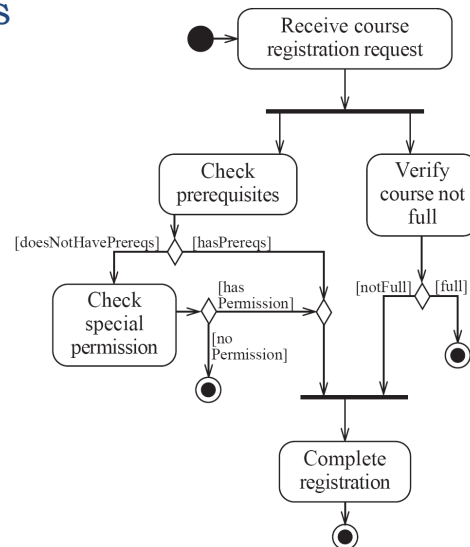 s
Receive course
registration request
Check
prerequisites
Verify
course not
full
[doesNotHavePrereqs]
[hasPrereqs]
[has
Permission]
[notFull]
[full]
Check
special
permission
[no
Permission]
Complete
registration